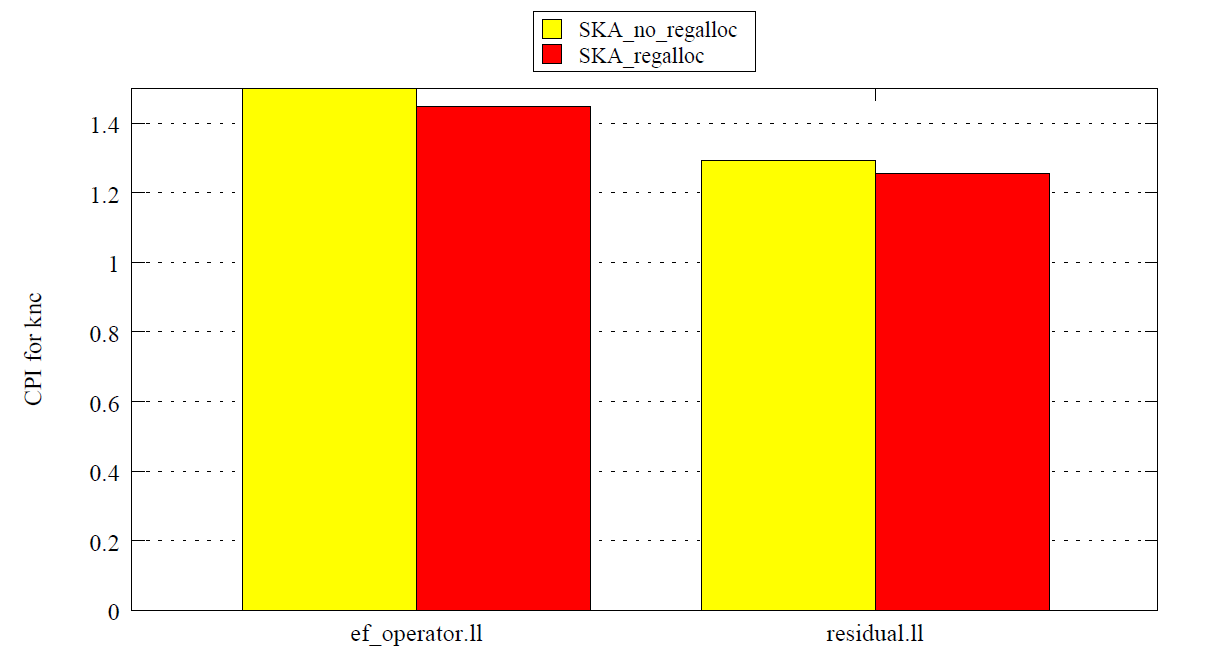 SKA_no_regalloc
SKA_regalloc
1.4
1.2
1
0.8
0.6
0.4
0.2
0
CPI for knc
ef_operator.ll
residual.ll